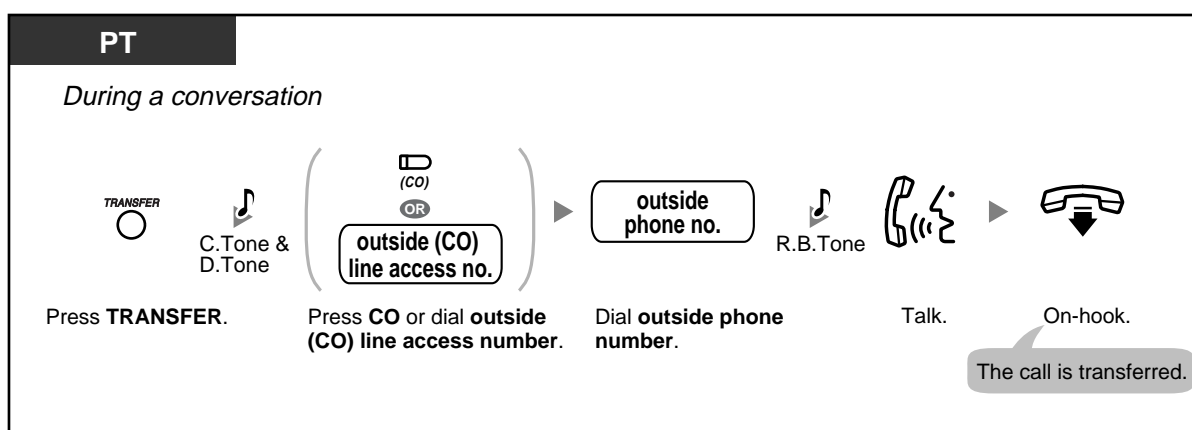 PT
During a conversation
TRANSFER
C.Tone &
D.Tone
(CO)
OR
outside (CO)
line access no.
outside
phone no.
R.B.Tone
Press TRANSFER.
Press CO or dial outside
(CO) line access number.
Dial outside phone
number.
Talk.
On-hook.
The call is transferred.